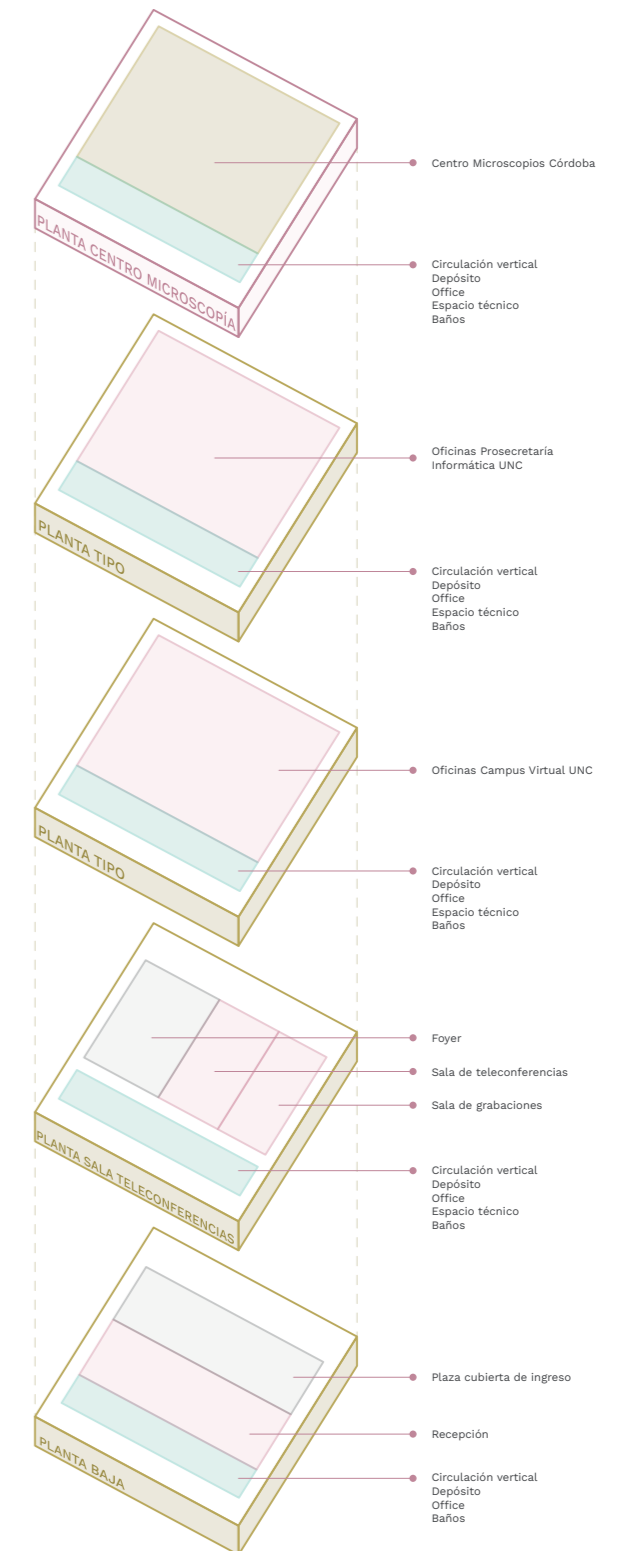 Centro Microscopios Córdoba
Circulación vertical
Depósito
Office
Espacio técnico
Baños
PLANTA CENTRO MICROSCOPÍA
Oficinas Prosecretaría
Informática UNC
Circulación vertical
Depósito
Office
Espacio técnico
Baños
PLANTA TIPO
Oficinas Campus Virtual UNC
Circulación vertical
Depósito
Office
Espacio técnico
Baños
PLANTA TIPO
Foyer
Sala de teleconferencias
Sala de grabaciones
Circulación vertical
Depósito
Office
Espacio técnico
Baños
PLANTA SALA TELECONFERENCIAS
Plaza cubierta de ingreso
Recepción
Circulación vertical
Depósito
Office
Baños
PLANTA BAJA